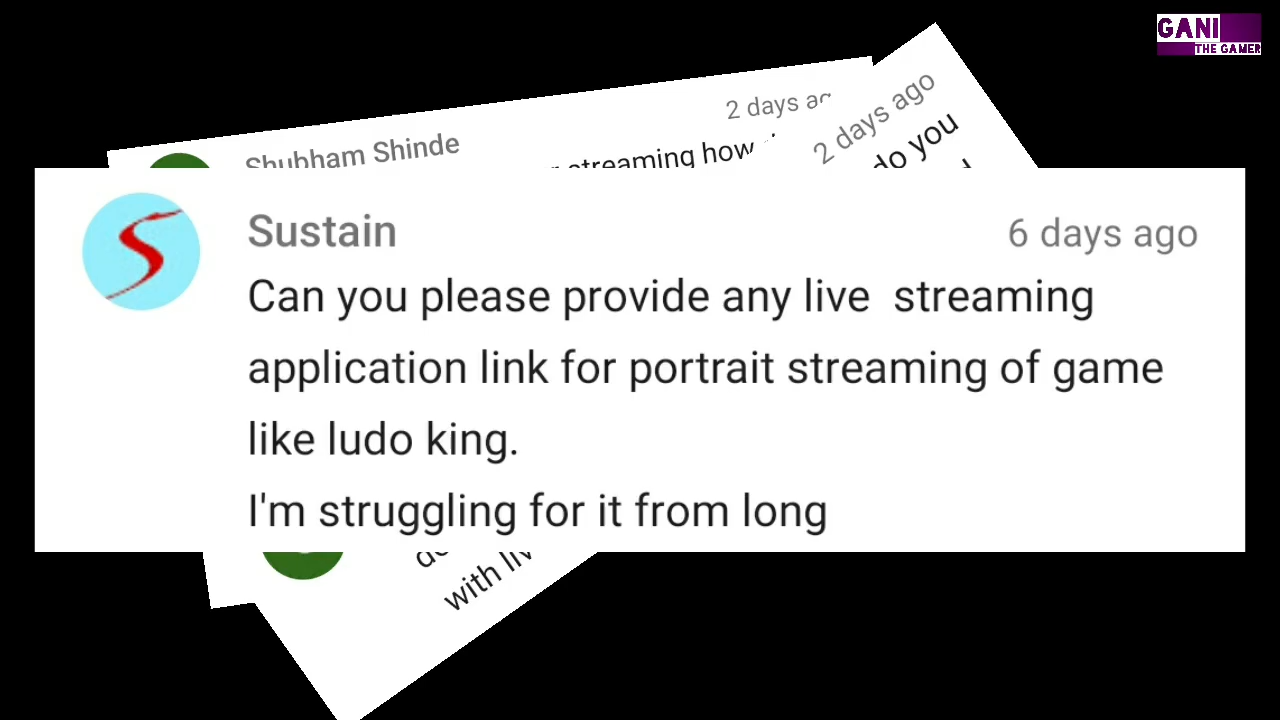 GANI
THE GAMER
2 days ago
Shubham Shinde
streaming how
2 days ago
do you
Sustain
6 days ago
Can you please provide any live  streaming
application link for portrait streaming of game
like ludo king.
I'm struggling for it from long
with